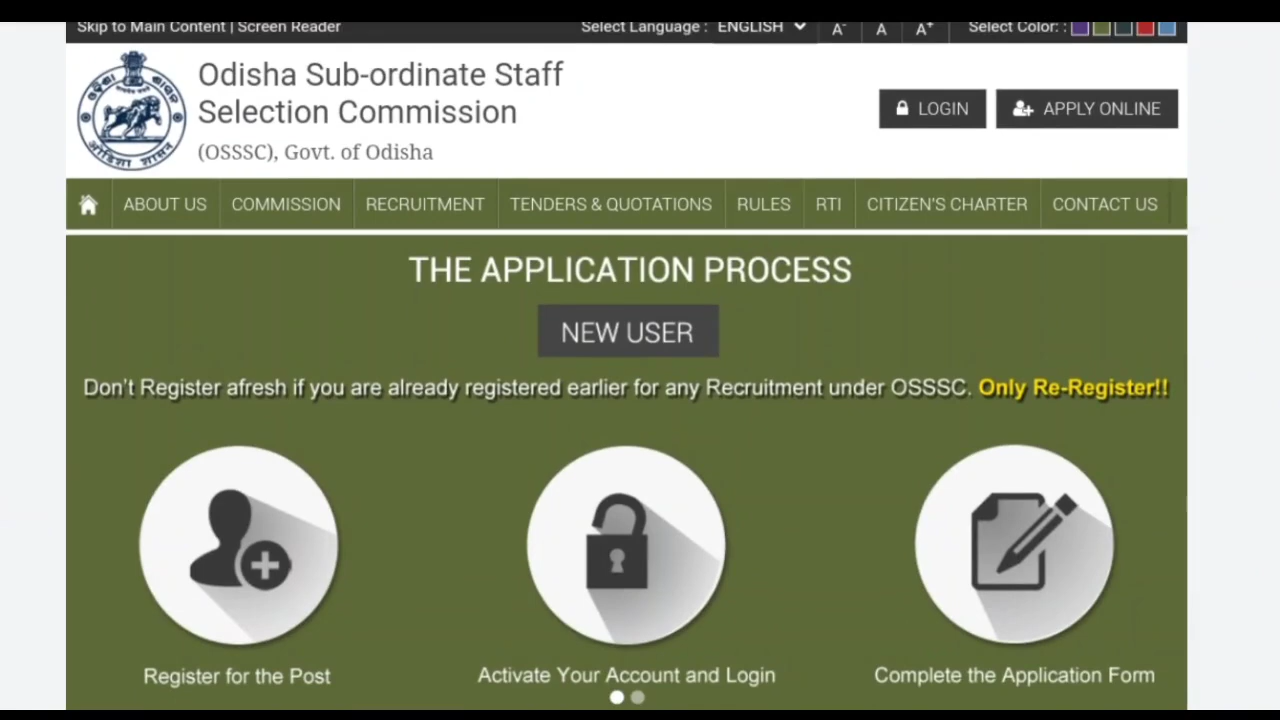 Skip to Main Content | Screen Reader
Select Language : ENGLISH
A-
A
A+
Select Color: :
Odisha Sub-ordinate Staff
Selection Commission
(OSSSC), Govt. of Odisha
LOGIN
APPLY ONLINE
ABOUT US
COMMISSION
RECRUITMENT
TENDERS & QUOTATIONS
RULES
RTI
CITIZEN'S CHARTER
CONTACT US
THE APPLICATION PROCESS
NEW USER
Don't Register afresh if you are already registered earlier for any Recruitment under OSSSC. Only Re-Register!!
Register for the Post
Activate Your Account and Login
Complete the Application Form